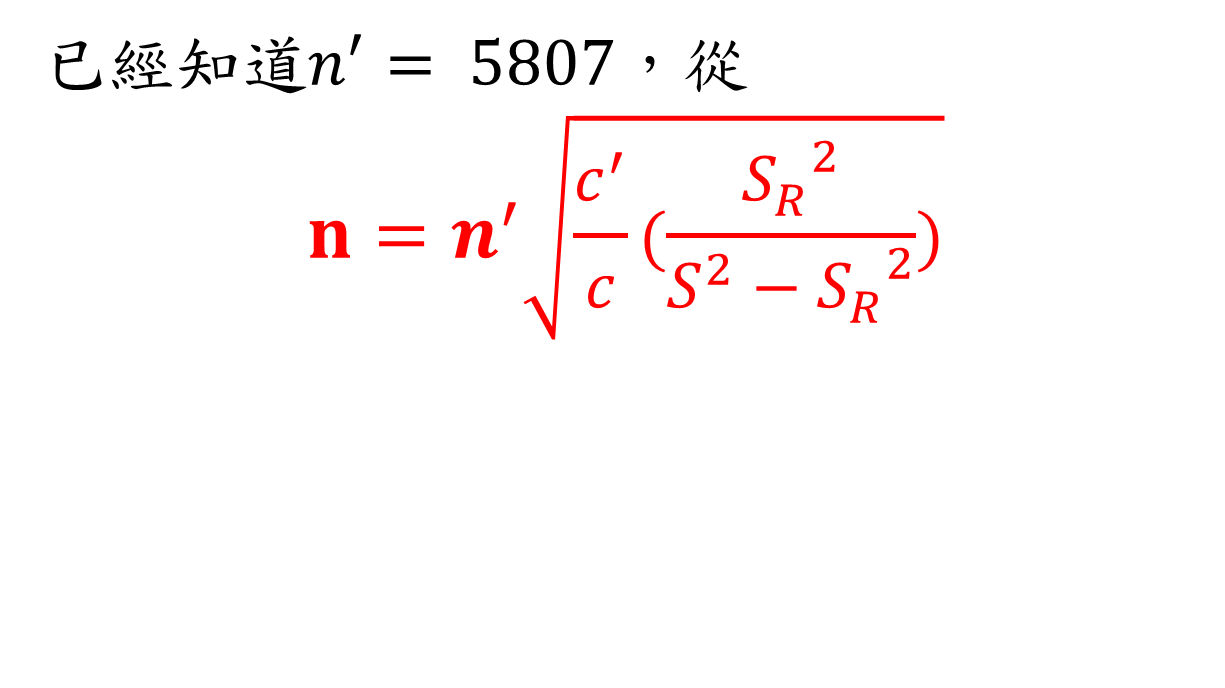 已經知道n′ = 5807，從
n = n′ √(c′/c (S_R²/(S² − S_R²)))